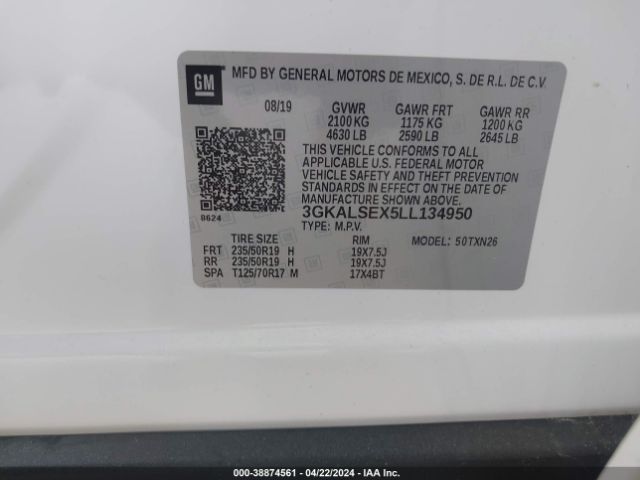 GM
MFD BY GENERAL MOTORS DE MEXICO, S. DE R.L. DE C.V.
08/19 GVWR GAWR FRT GAWR RR
2100 KG 1175 KG 1200 KG
4630 LB 2590 LB 2645 LB
THIS VEHICLE CONFORMS TO ALL
APPLICABLE U.S. FEDERAL MOTOR
VEHICLE SAFETY AND THEFT PREVENTION
STANDARDS IN EFFECT ON THE DATE OF
MANUFACTURE SHOWN ABOVE.
3GKALSEX5LL134950
8624
TYPE: M.P.V.
TIRE SIZE RIM MODEL: 50TXN26
FRT 235/50R19 H 19X7.5J
RR 235/50R19 H 19X7.5J
SPA T125/70R17 M 17X4BT
000-38874561 - 04/22/2024 - IAA Inc.